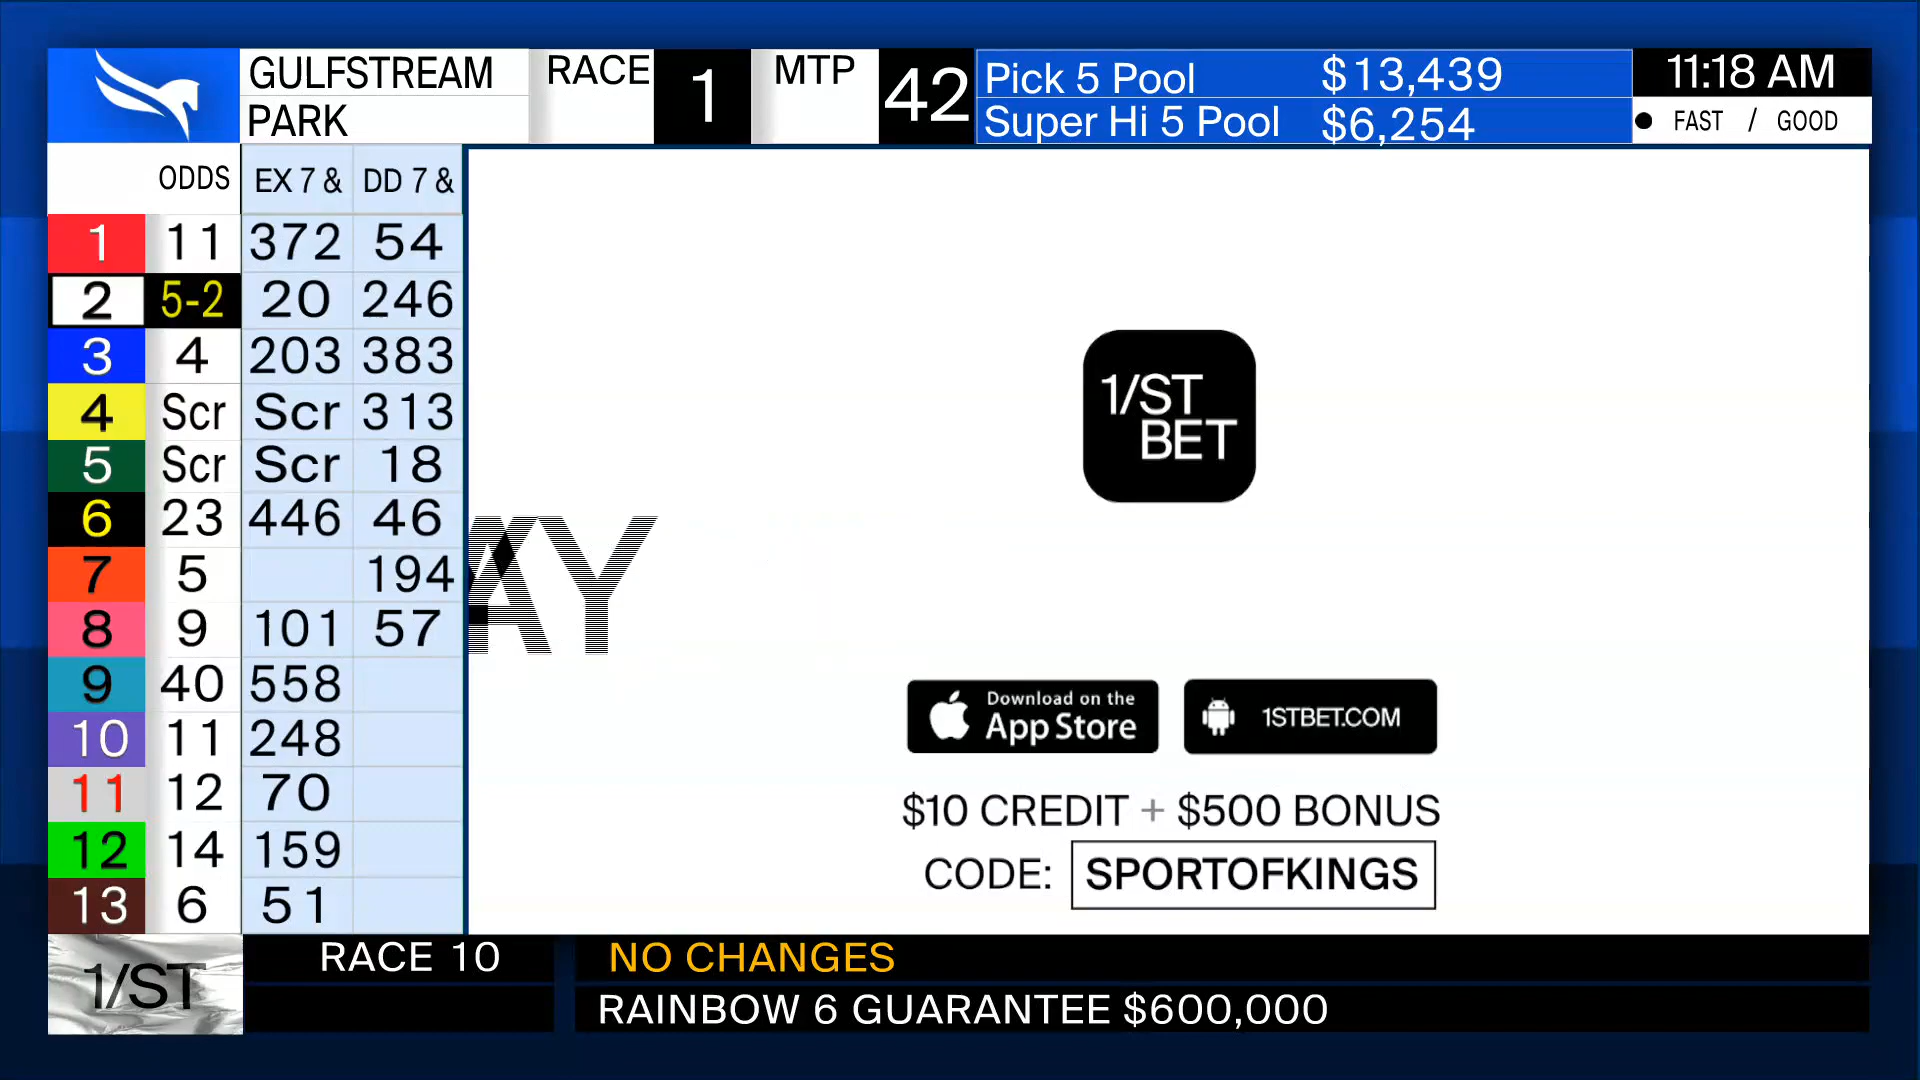 GULFSTREAM
PARK
RACE 1 MTP 42
Pick 5 Pool $13,439
Super Hi 5 Pool $6,254
11:18 AM
FAST / GOOD
ODDS EX 7 & DD 7 &
1 11 372 54
2 5-2 20 246
3 4 203 383
4 Scr Scr 313
5 Scr Scr 18
6 23 446 46
7 5 194
8 9 101 57
9 40 558
10 11 248
11 12 70
12 14 159
13 6 51
1/ST
BET
AY
Download on the
App Store
1STBET.COM
$10 CREDIT + $500 BONUS
CODE: SPORTOFKINGS
1/ST
RACE 10 NO CHANGES
RAINBOW 6 GUARANTEE $600,000